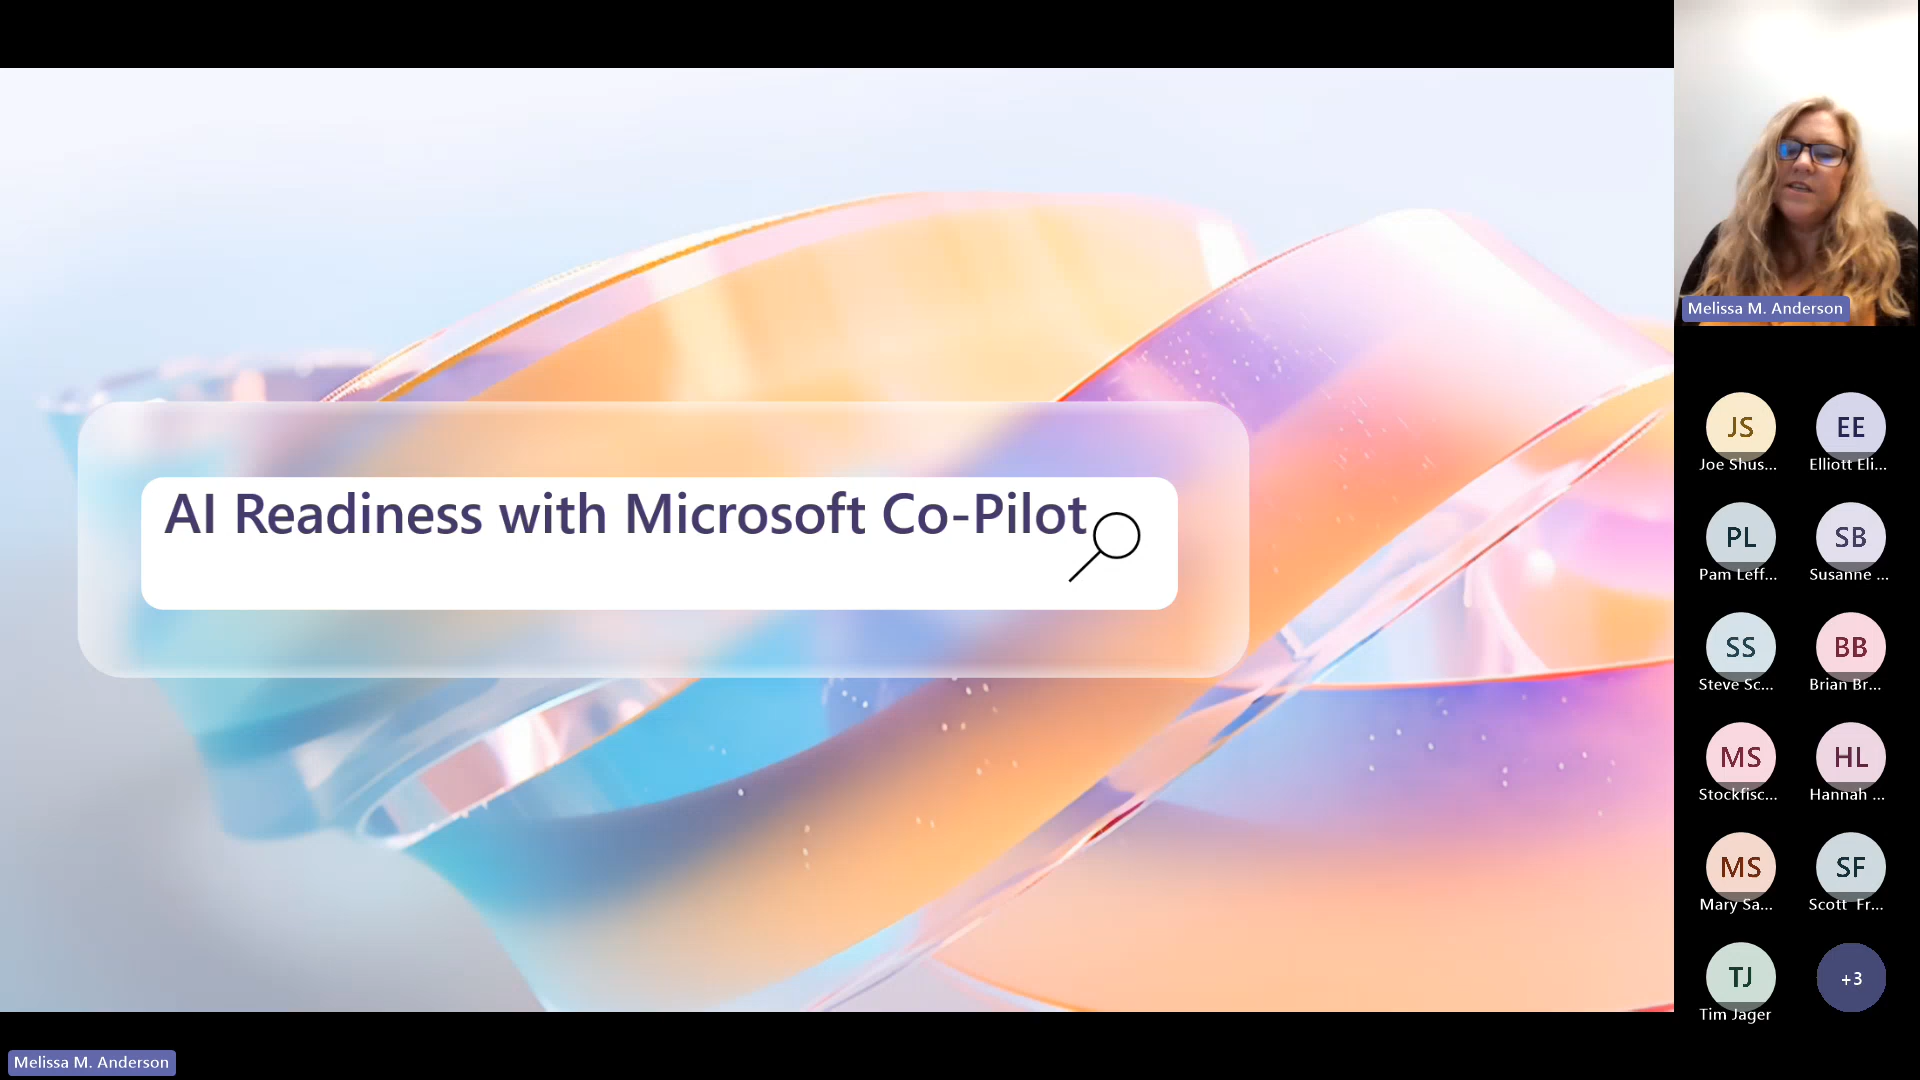 AI Readiness with Microsoft Co-Pilot
Melissa M. Anderson
JS
EE
Joe Shus...
Elliott Eli...
PL
SB
Pam Leff...
Susanne ...
SS
BB
Steve Sc...
Brian Br...
MS
HL
Stockfisc...
Hannah ...
MS
SF
Mary Sa...
Scott Fr...
TJ
+3
Tim Jager
Melissa M. Anderson